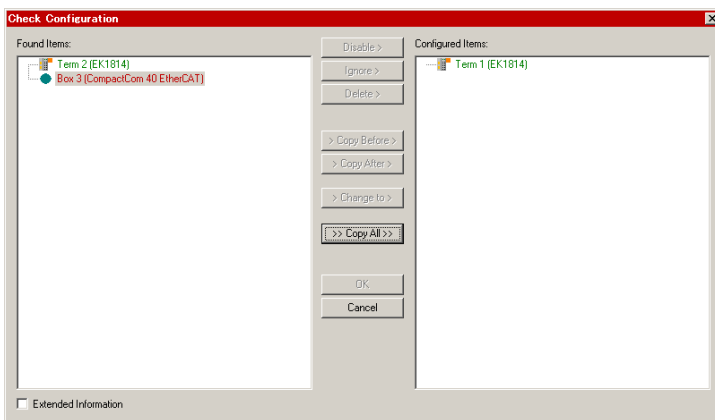 Check Configuration
Found Items:
Term 2 (EK1814)
Box 3 (CompactCom 40 EtherCAT)
Disable >
Ignore >
Delete >
> Copy Before >
> Copy After >
> Change to >
>> Copy All >>
OK
Cancel
Configured Items:
Term 1 (EK1814)
Extended Information